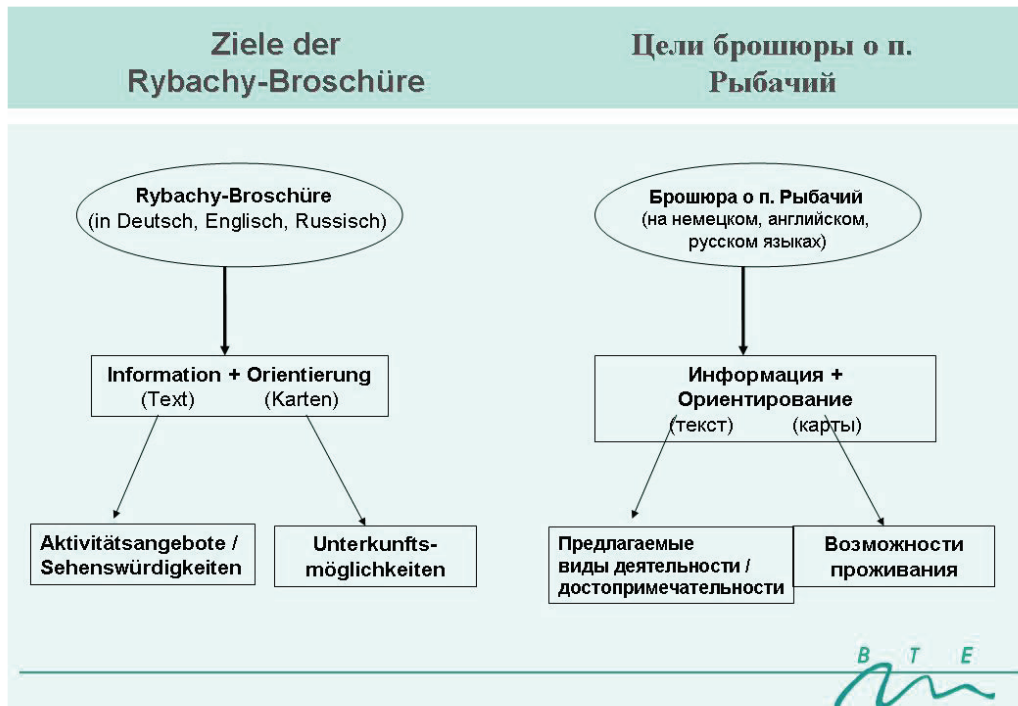 Ziele der
Rybachy-Broschüre
Цели брошюры о п.
Рыбачий
Rybachy-Broschüre
(in Deutsch, Englisch, Russisch)
Information + Orientierung
(Text) (Karten)
Aktivitätsangebote /
Sehenswürdigkeiten
Unterkunfts-
möglichkeiten
Брошюра о п. Рыбачий
(на немецком, английском,
русском языках)
Информация +
Ориентирование
(текст) (карты)
Предлагаемые
виды деятельности /
достопримечательности
Возможности
проживания
B T E